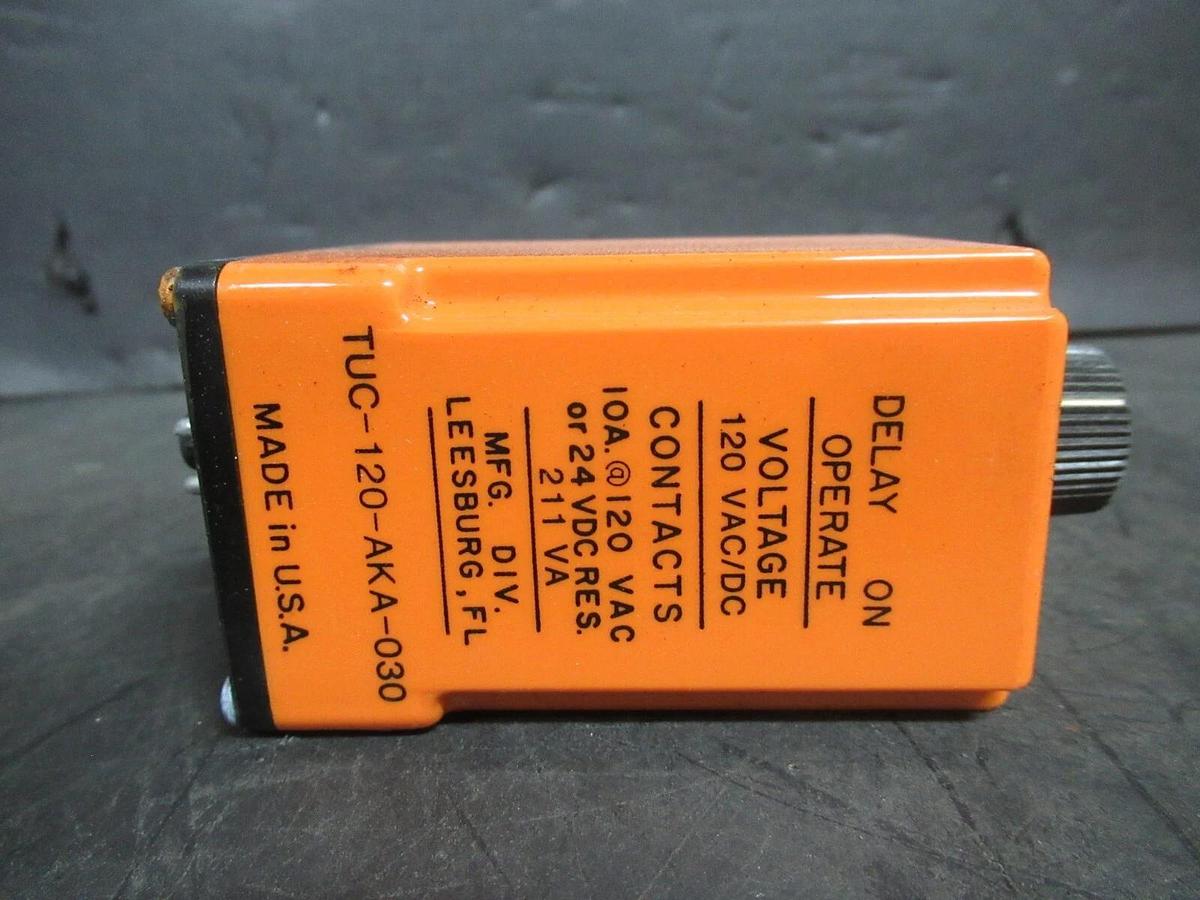 DELAY ON
OPERATE
VOLTAGE
120 VAC/DC
CONTACTS
10A.@120 VAC
or 24 VDC RES.
211 VA
MFG. DIV.
LEESBURG, FL
TUC-120-AKA-030
MADE in U.S.A.